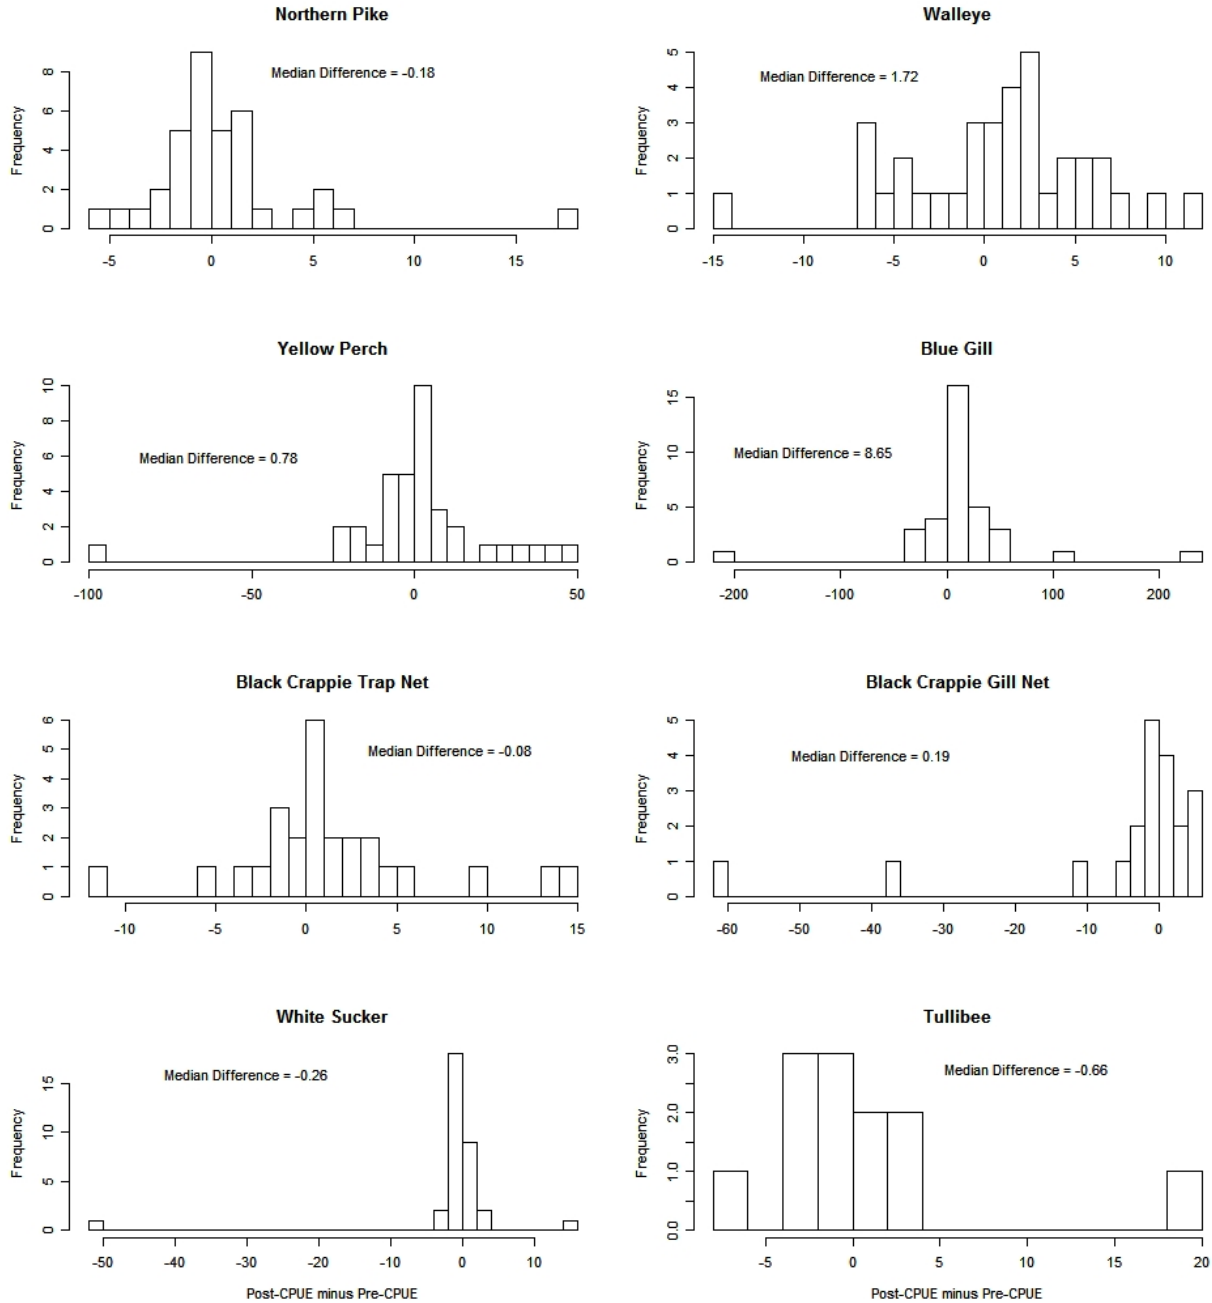 Northern Pike
Median Difference = -0.18
Frequency
0 2 4 6 8
-5 0 5 10 15
Walleye
Median Difference = 1.72
Frequency
0 1 2 3 4 5
-15 -10 -5 0 5 10
Yellow Perch
Median Difference = 0.78
Frequency
0 2 4 6 8 10
-100 -50 0 50
Blue Gill
Median Difference = 8.65
Frequency
0 5 10 15
-200 -100 0 100 200
Black Crappie Trap Net
Median Difference = -0.08
Frequency
0 1 2 3 4 5 6
-10 -5 0 5 10 15
Black Crappie Gill Net
Median Difference = 0.19
Frequency
0 1 2 3 4 5
-60 -50 -40 -30 -20 -10 0
White Sucker
Median Difference = -0.26
Frequency
0 5 10 15
-50 -40 -30 -20 -10 0 10
Post-CPUE minus Pre-CPUE
Tullibee
Median Difference = -0.66
Frequency
0.0 1.0 2.0 3.0
-5 0 5 10 15 20
Post-CPUE minus Pre-CPUE